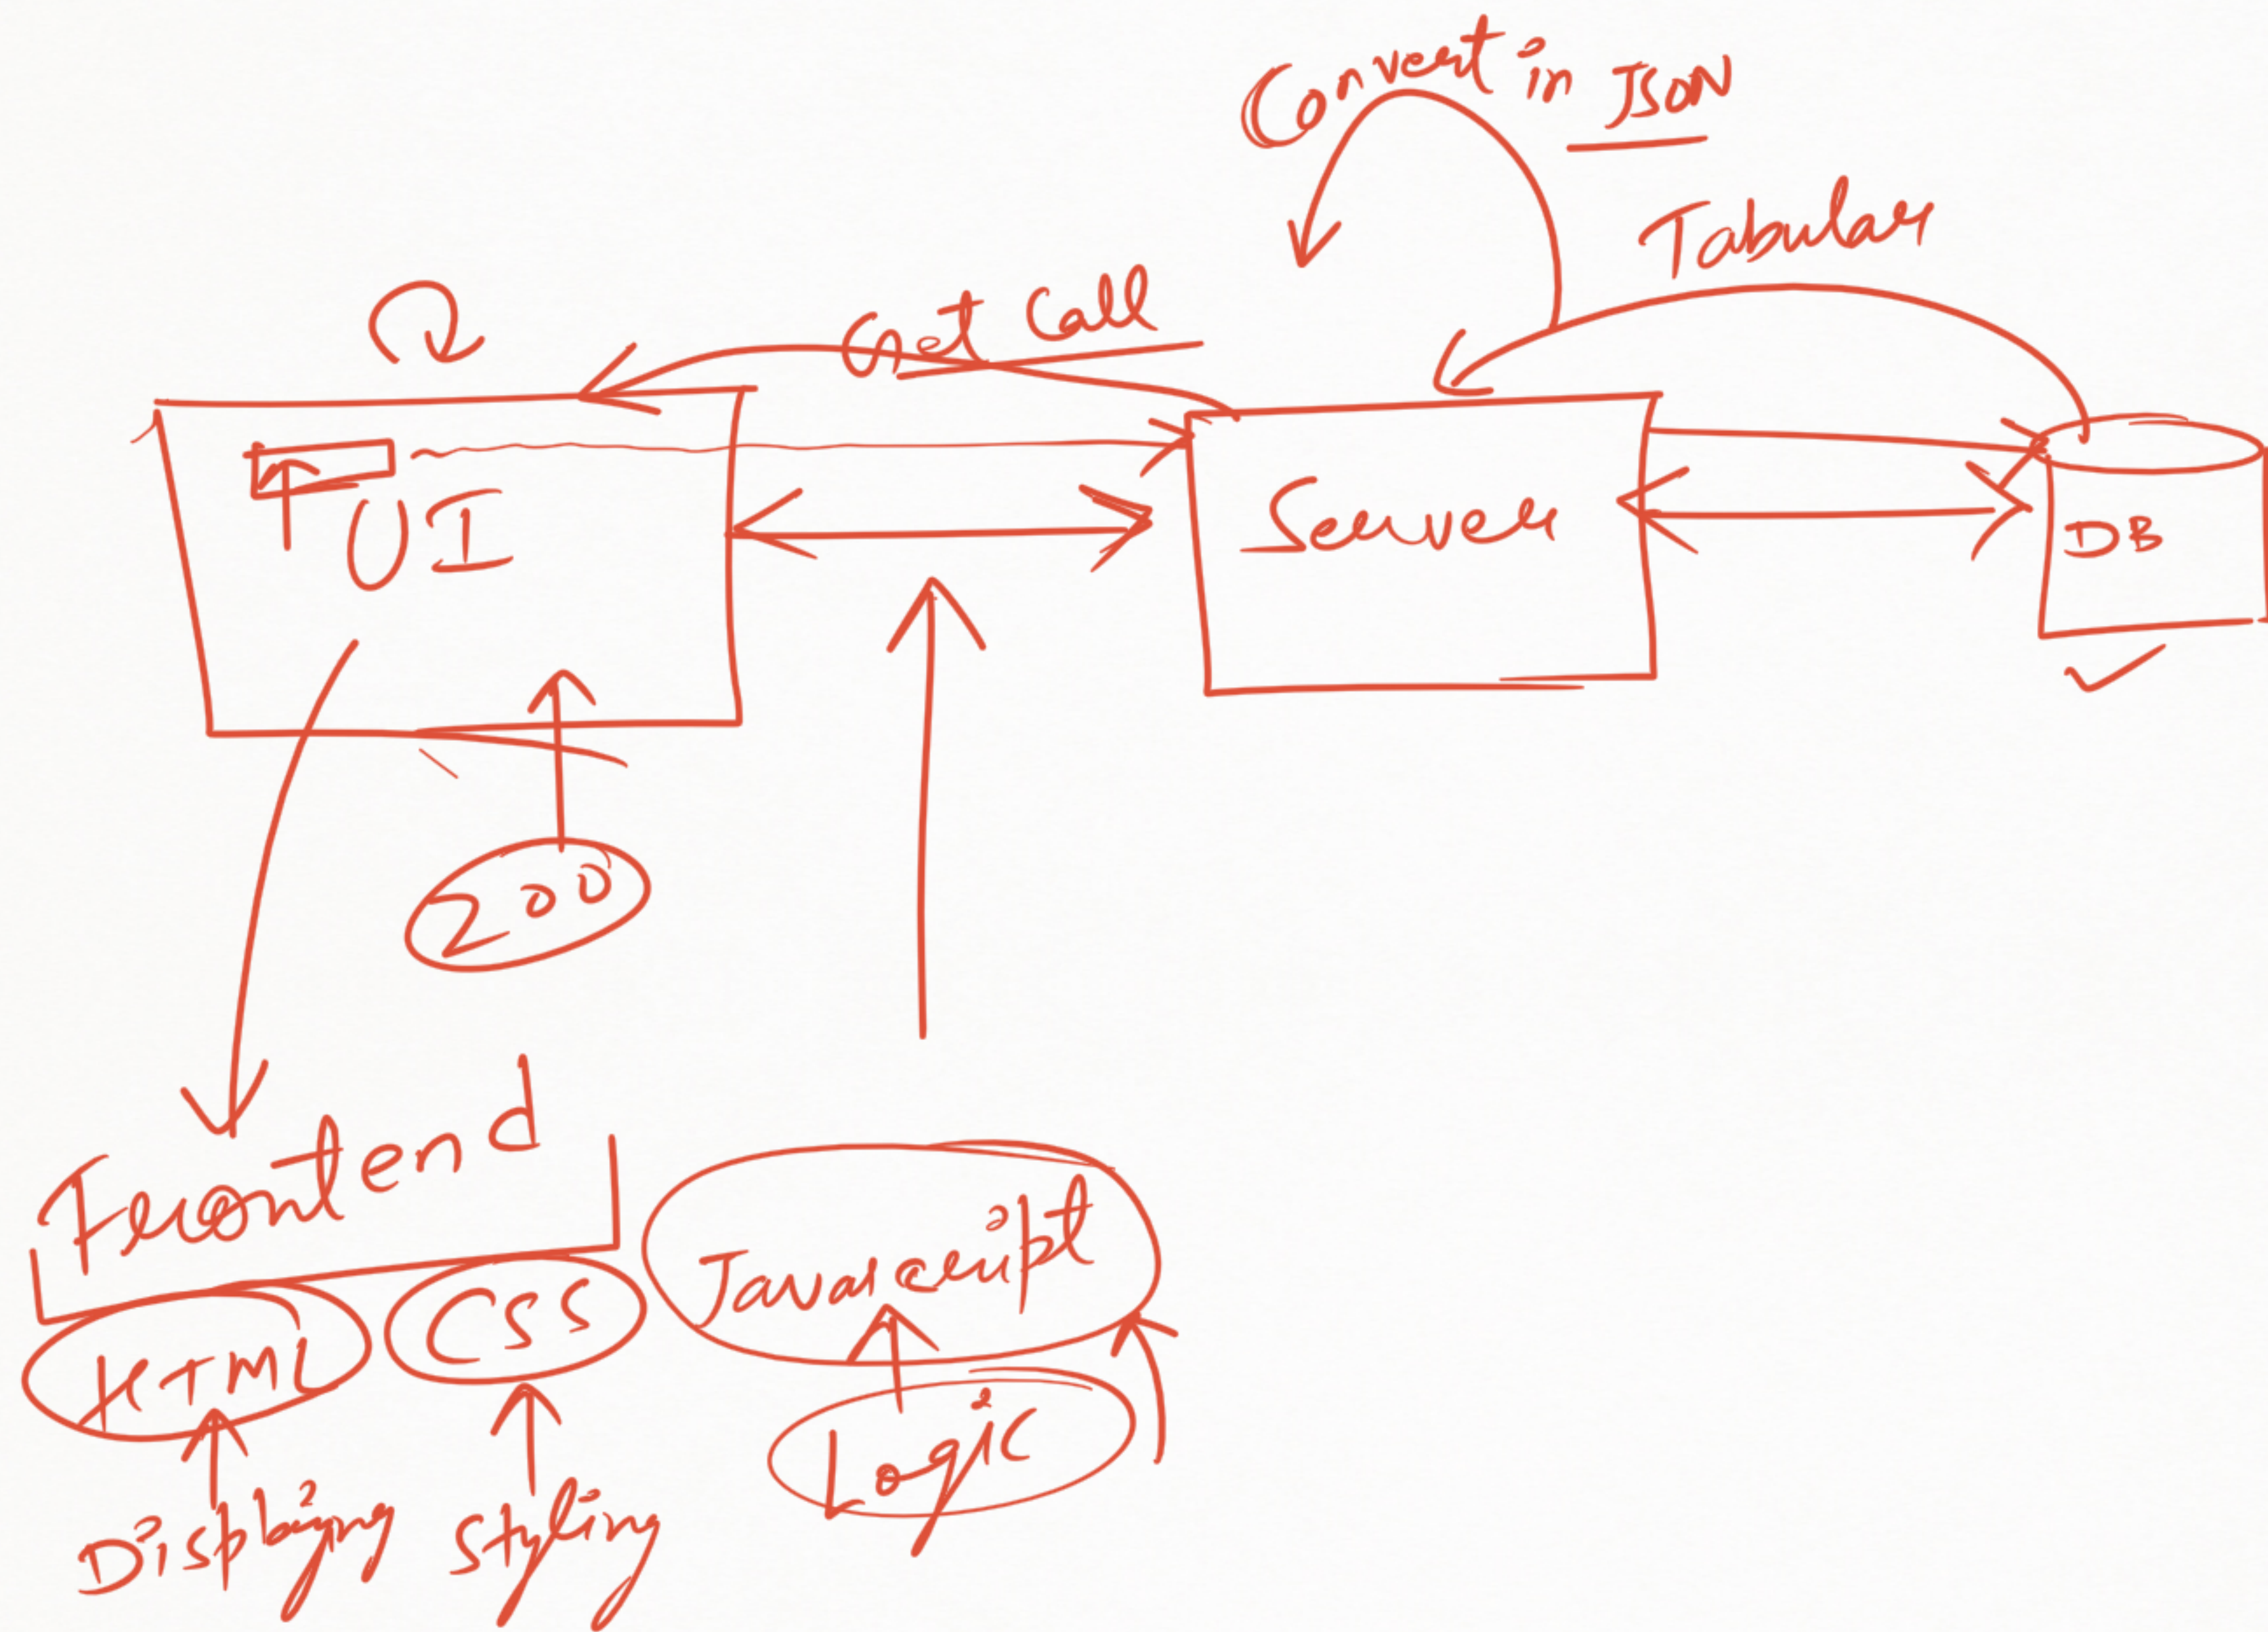 Convert in JSON
Tabular
Get Call
UI
Server
DB
200
Frontend
Javascript
HTML
CSS
Logic
Displaying
Styling